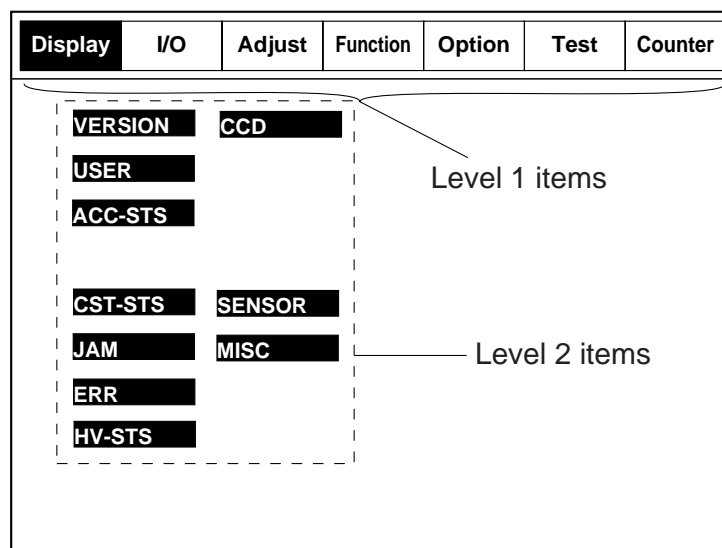 Display I/O Adjust Function Option Test Counter
VERSION CCD
USER
Level 1 items
ACC-STS
CST-STS SENSOR
JAM MISC
Level 2 items
ERR
HV-STS